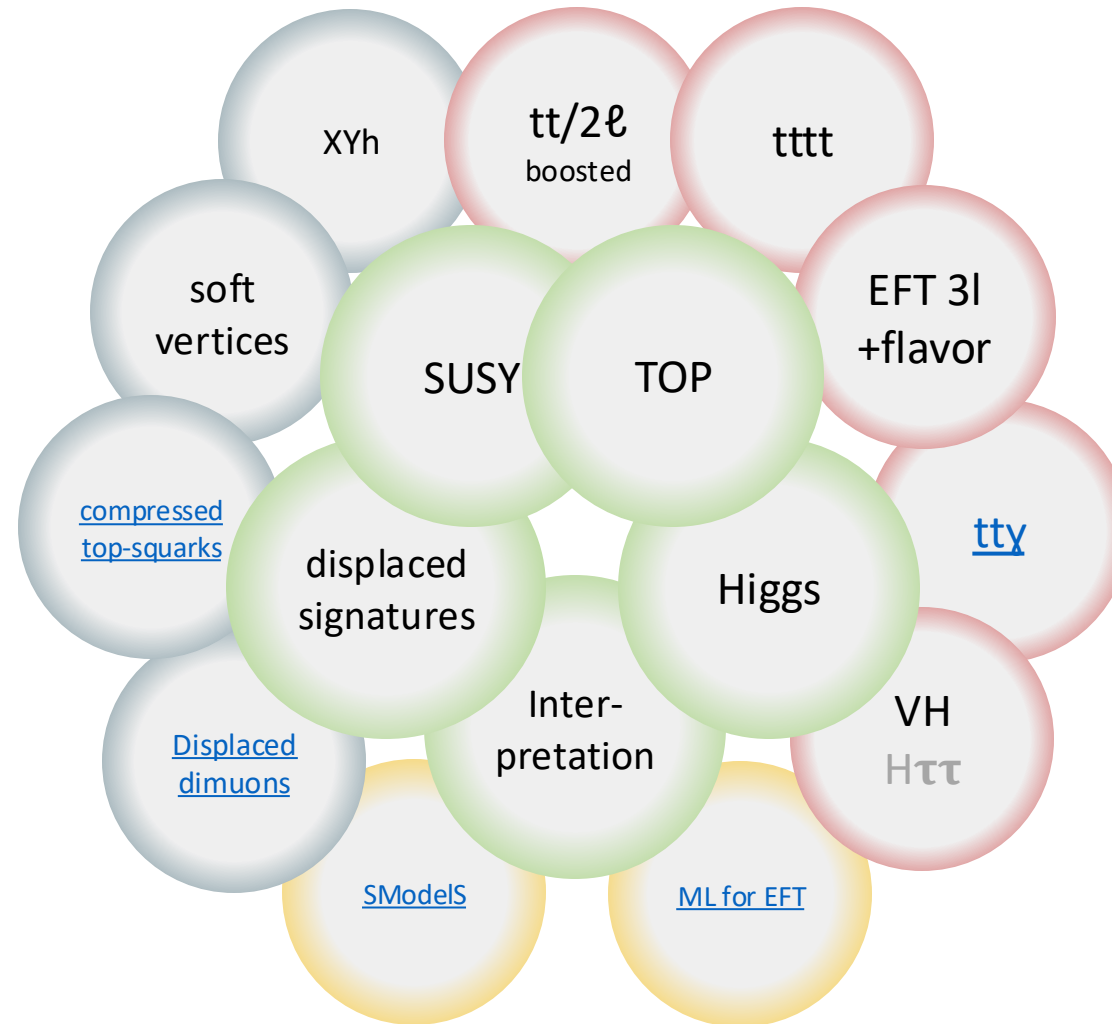 XYh
tt/2ℓ
boosted
tttt
soft
vertices
EFT 3l
+flavor
SUSY
TOP
compressed
top-squarks
displaced
signatures
Higgs
ttγ
Inter-
pretation
VH
Hττ
Displaced
dimuons
SModelS
ML for EFT